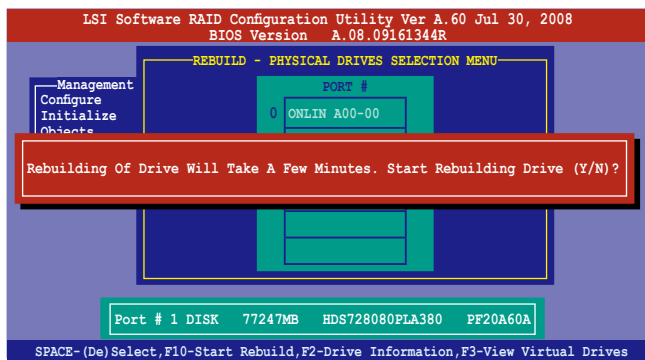 LSI Software RAID Configuration Utility Ver A.60 Jul 30, 2008
BIOS Version A.08.09161344R
REBUILD - PHYSICAL DRIVES SELECTION MENU
Management
PORT #
Configure
Initialize
0 ONLIN A00-00
Objects
Rebuilding Of Drive Will Take A Few Minutes. Start Rebuilding Drive (Y/N)?
Port # 1 DISK 77247MB HDS728080PLA380 PF20A60A
SPACE-(De)Select,F10-Start Rebuild,F2-Drive Information,F3-View Virtual Drives